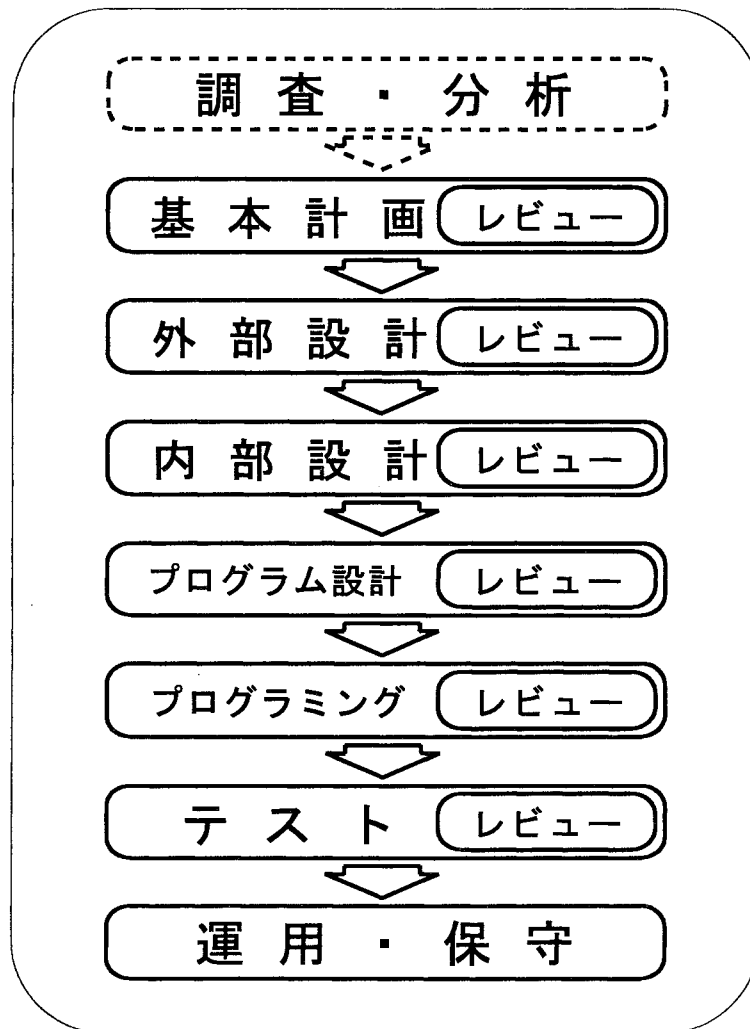 調査・分析
基本計画 レビュー
外部設計 レビュー
内部設計 レビュー
プログラム設計 レビュー
プログラミング レビュー
テスト レビュー
運用・保守